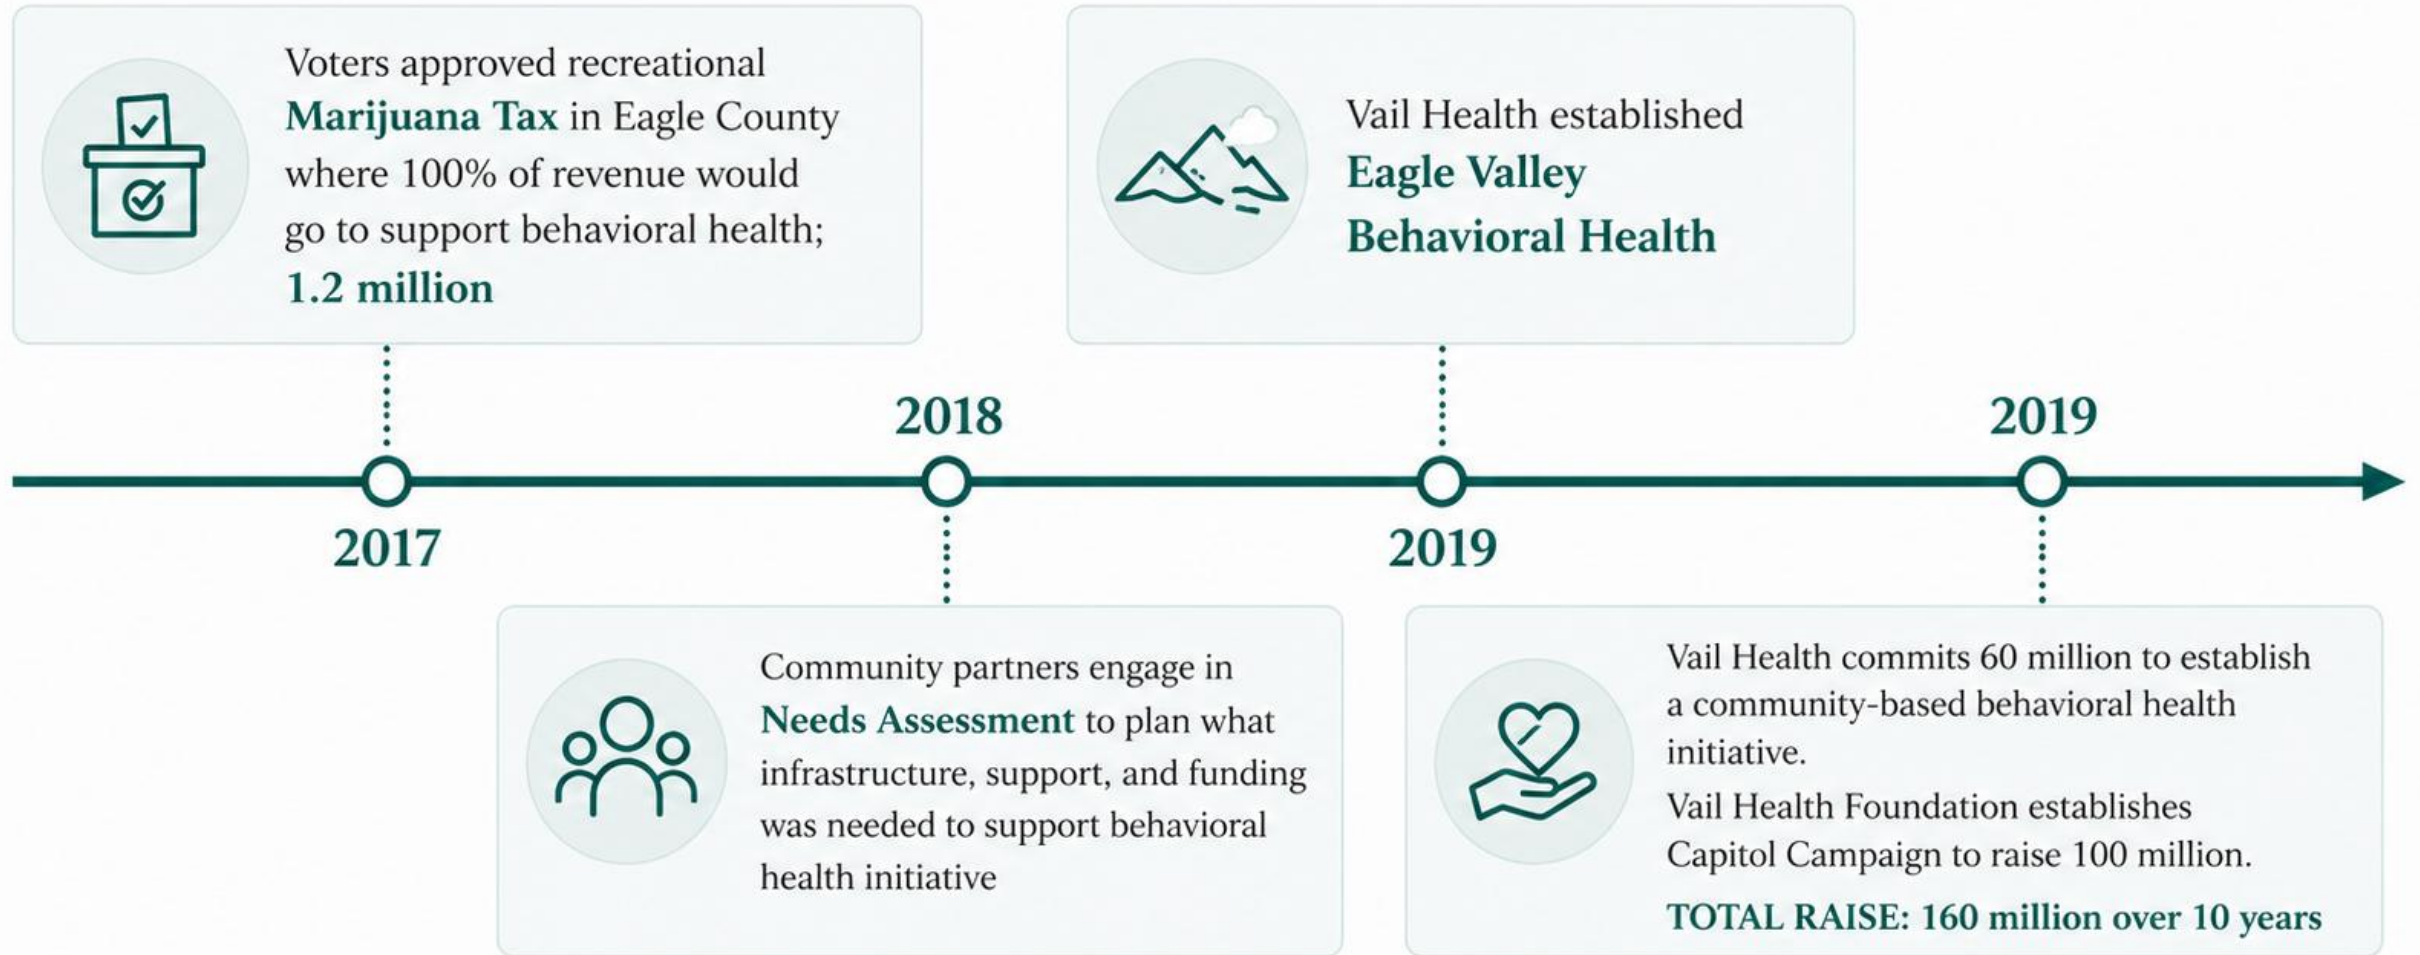 Voters approved recreational
Marijuana Tax in Eagle County
where 100% of revenue would
go to support behavioral health;
1.2 million
2017
2018
Community partners engage in
Needs Assessment to plan what
infrastructure, support, and funding
was needed to support behavioral
health initiative
Vail Health established
Eagle Valley
Behavioral Health
2019
2019
Vail Health commits 60 million to establish
a community-based behavioral health
initiative.
Vail Health Foundation establishes
Capitol Campaign to raise 100 million.
TOTAL RAISE: 160 million over 10 years